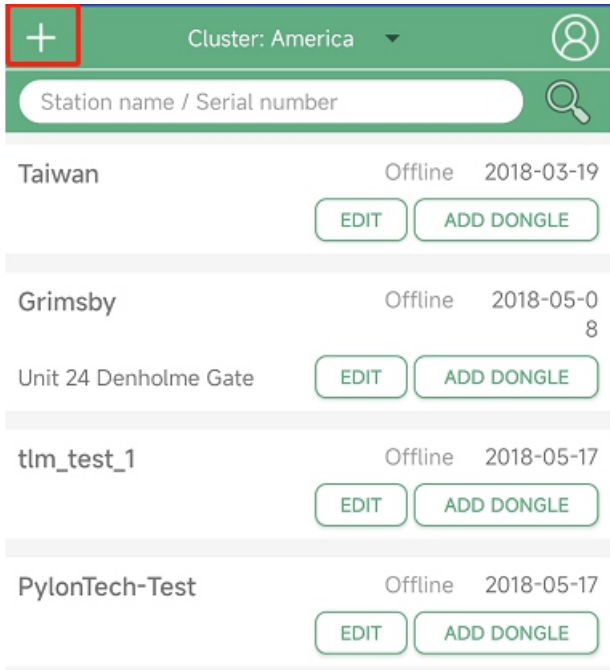 Cluster: America
Station name / Serial number
Taiwan Offline 2018-03-19
EDIT ADD DONGLE
Grimsby Offline 2018-05-0
8
Unit 24 Denholme Gate EDIT ADD DONGLE
tlm_test_1 Offline 2018-05-17
EDIT ADD DONGLE
PylonTech-Test Offline 2018-05-17
EDIT ADD DONGLE